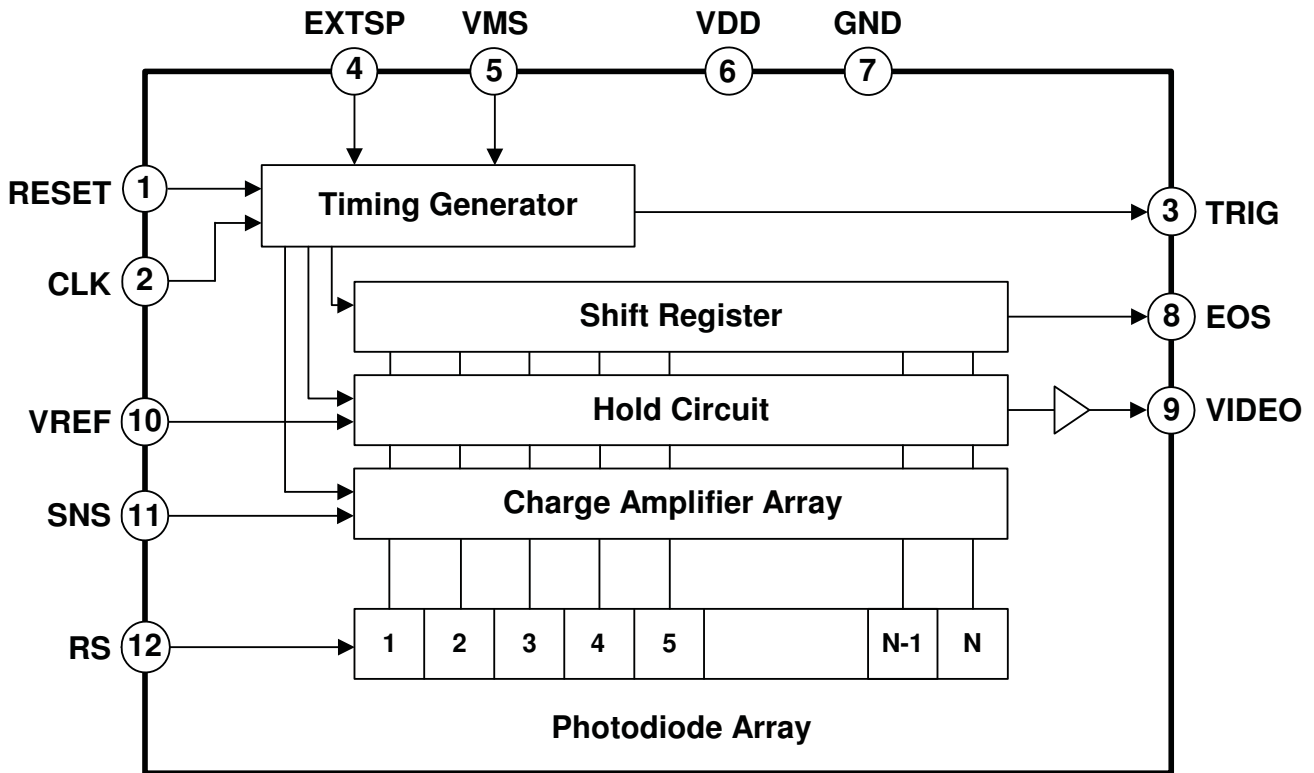 EXTSP VMS VDD GND
4 5 6 7
RESET 1 Timing Generator 3 TRIG
CLK 2
Shift Register 8 EOS
VREF 10 Hold Circuit 9 VIDEO
SNS 11 Charge Amplifier Array
RS 12 1 2 3 4 5 N-1 N
Photodiode Array